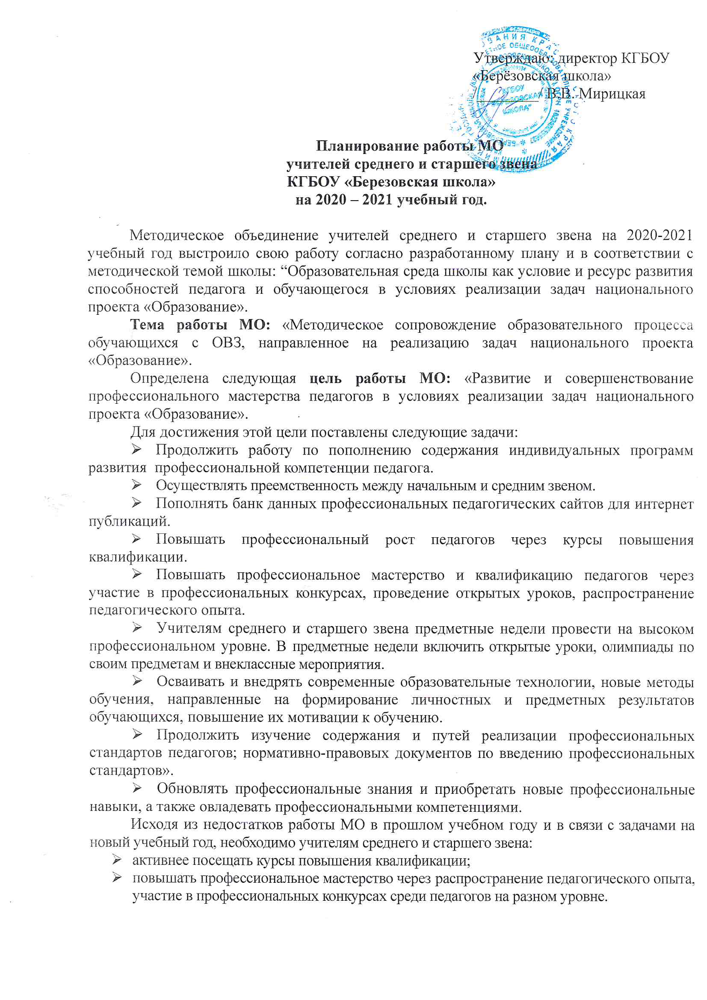 Утверждаю: директор КГБОУ
«Берёзовская школа»
/________/ В.В. Мирицкая
КГБОУ
ШКОЛА"
Планирование работы МО
учителей среднего и старшего звена
КГБОУ «Березовская школа»
на 2020 – 2021 учебный год.
Методическое объединение учителей среднего и старшего звена на 2020-2021
учебный год выстроило свою работу согласно разработанному плану и в соответствии с
методической темой школы: “Образовательная среда школы как условие и ресурс развития
способностей педагога и обучающегося в условиях реализации задач национального
проекта «Образование».
Тема работы МО: «Методическое сопровождение образовательного процесса
обучающихся с ОВЗ, направленное на реализацию задач национального проекта
«Образование».
Определена следующая цель работы МО: «Развитие и совершенствование
профессионального мастерства педагогов в условиях реализации задач национального
проекта «Образование».
Для достижения этой цели поставлены следующие задачи:
➢ Продолжить работу по пополнению содержания индивидуальных программ
развития профессиональной компетенции педагога.
➢ Осуществлять преемственность между начальным и средним звеном.
➢ Пополнять банк данных профессиональных педагогических сайтов для интернет
публикаций.
➢ Повышать профессиональный рост педагогов через курсы повышения
квалификации.
➢ Повышать профессиональное мастерство и квалификацию педагогов через
участие в профессиональных конкурсах, проведение открытых уроков, распространение
педагогического опыта.
➢ Учителям среднего и старшего звена предметные недели провести на высоком
профессиональном уровне. В предметные недели включить открытые уроки, олимпиады по
своим предметам и внеклассные мероприятия.
➢ Осваивать и внедрять современные образовательные технологии, новые методы
обучения, направленные на формирование личностных и предметных результатов
обучающихся, повышение их мотивации к обучению.
➢ Продолжить изучение содержания и путей реализации профессиональных
стандартов педагогов; нормативно-правовых документов по введению профессиональных
стандартов».
➢ Обновлять профессиональные знания и приобретать новые профессиональные
навыки, а также овладевать профессиональными компетенциями.
Исходя из недостатков работы МО в прошлом учебном году и в связи с задачами на
новый учебный год, необходимо учителям среднего и старшего звена:
➢ активнее посещать курсы повышения квалификации;
➢ повышать профессиональное мастерство через распространение педагогического опыта,
участие в профессиональных конкурсах среди педагогов на разном уровне.